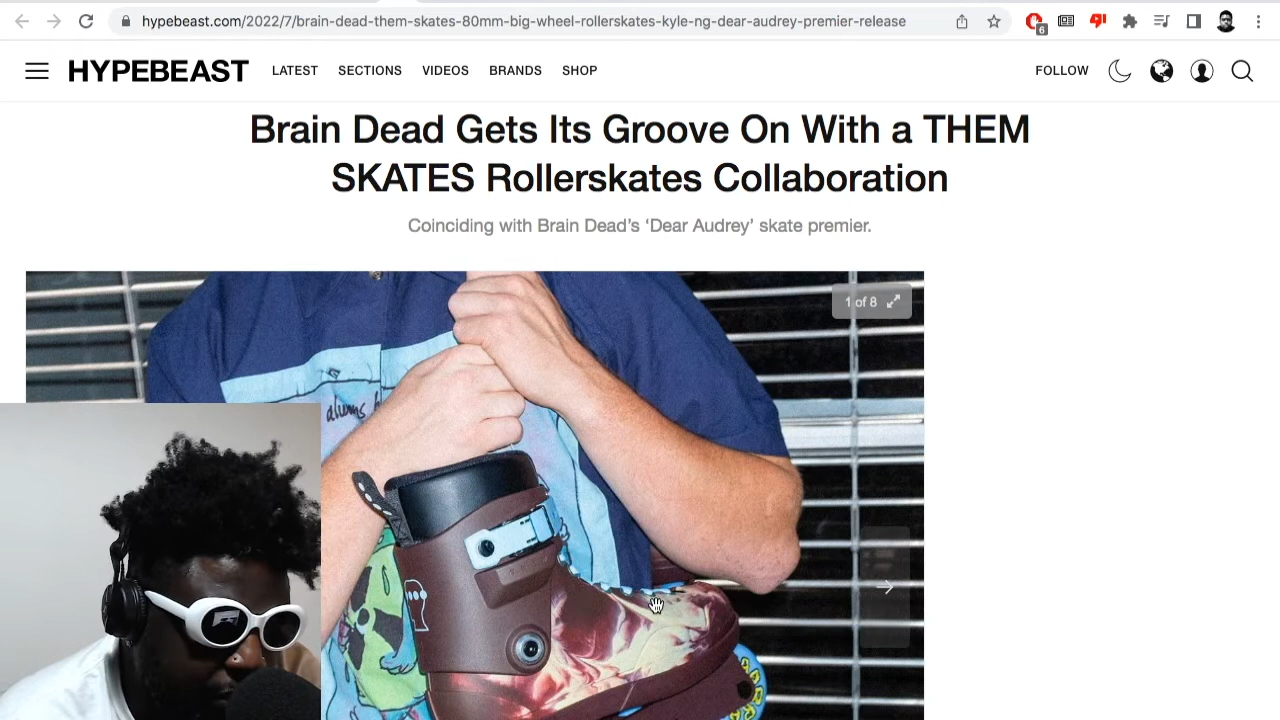 hypebeast.com/2022/7/brain-dead-them-skates-80mm-big-wheel-rollerskates-kyle-ng-dear-audrey-premier-release
6
HYPEBEAST LATEST SECTIONS VIDEOS BRANDS SHOP FOLLOW
Brain Dead Gets Its Groove On With a THEM
SKATES Rollerskates Collaboration
Coinciding with Brain Dead's ‘Dear Audrey’ skate premier.
1 of 8